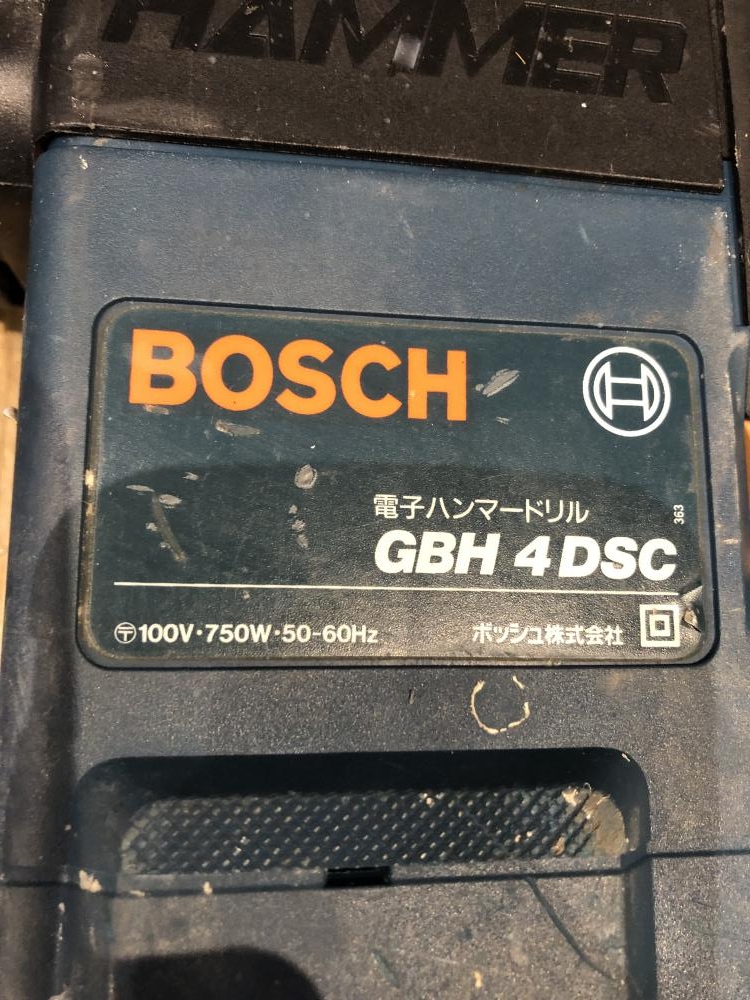 HAMMER
BOSCH
電子ハンマードリル
363
GBH 4 DSC
〶100V・750W・50-60Hz ボッシュ株式会社